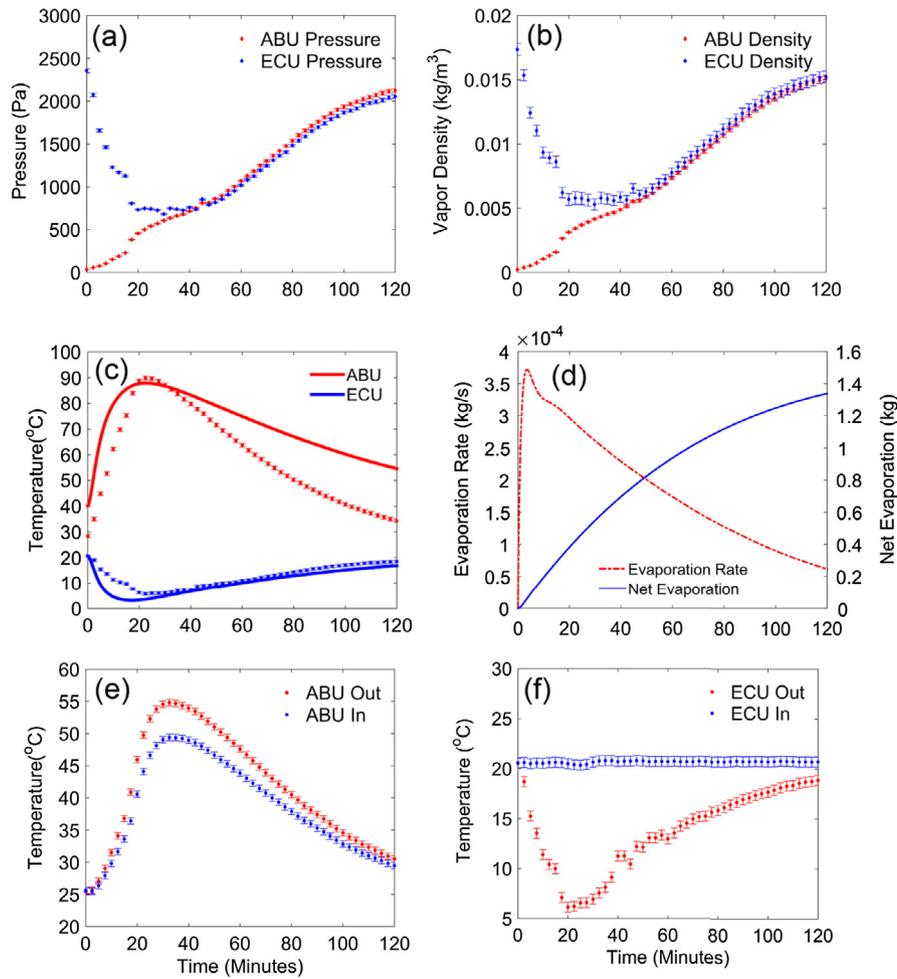 (a)
ABU Pressure
ECU Pressure
Pressure (Pa)
3000
2500
2000
1500
1000
500
0
0 20 40 60 80 100 120
(b)
ABU Density
ECU Density
Vapor Density (kg/m³)
0.02
0.015
0.01
0.005
0
0 20 40 60 80 100 120
(c)
ABU
ECU
Temperature(°C)
100
90
80
70
60
50
40
30
20
10
0
0 20 40 60 80 100 120
(d)
×10⁻⁴
Evaporation Rate (kg/s)
4
3.5
3
2.5
2
1.5
1
0.5
0
Evaporation Rate
Net Evaporation
0 20 40 60 80 100 120
1.6
1.4
1.2
1
0.8
0.6
0.4
0.2
0
Net Evaporation (kg)
(e)
ABU Out
ABU In
Temperature(°C)
60
55
50
45
40
35
30
25
20
0 20 40 60 80 100 120
Time (Minutes)
(f)
ECU Out
ECU In
Temperature (°C)
30
25
20
15
10
5
0 20 40 60 80 100 120
Time (Minutes)